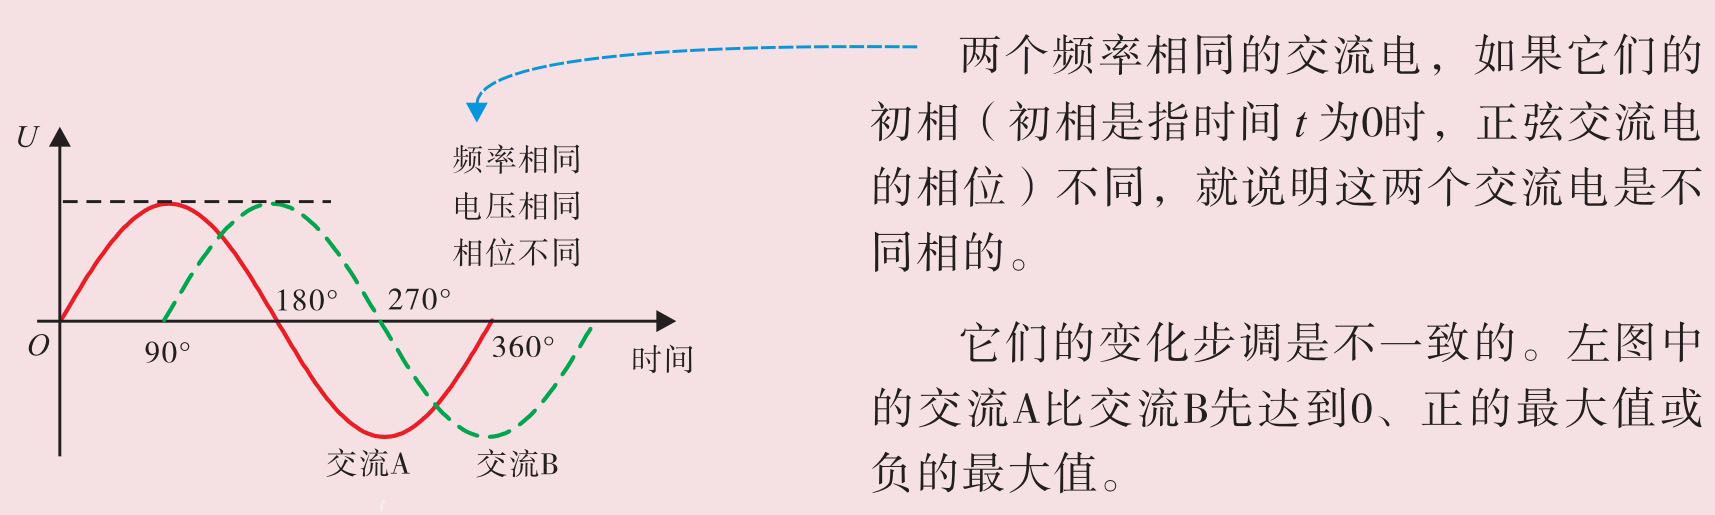 U
频率相同
电压相同
相位不同
180°
270°
O
90°
360°
时间
交流A
交流B
两个频率相同的交流电，如果它们的
初相（初相是指时间 t 为0时，正弦交流电
的相位）不同，就说明这两个交流电是不
同相的。
它们的变化步调是不一致的。左图中
的交流A比交流B先达到0、正的最大值或
负的最大值。